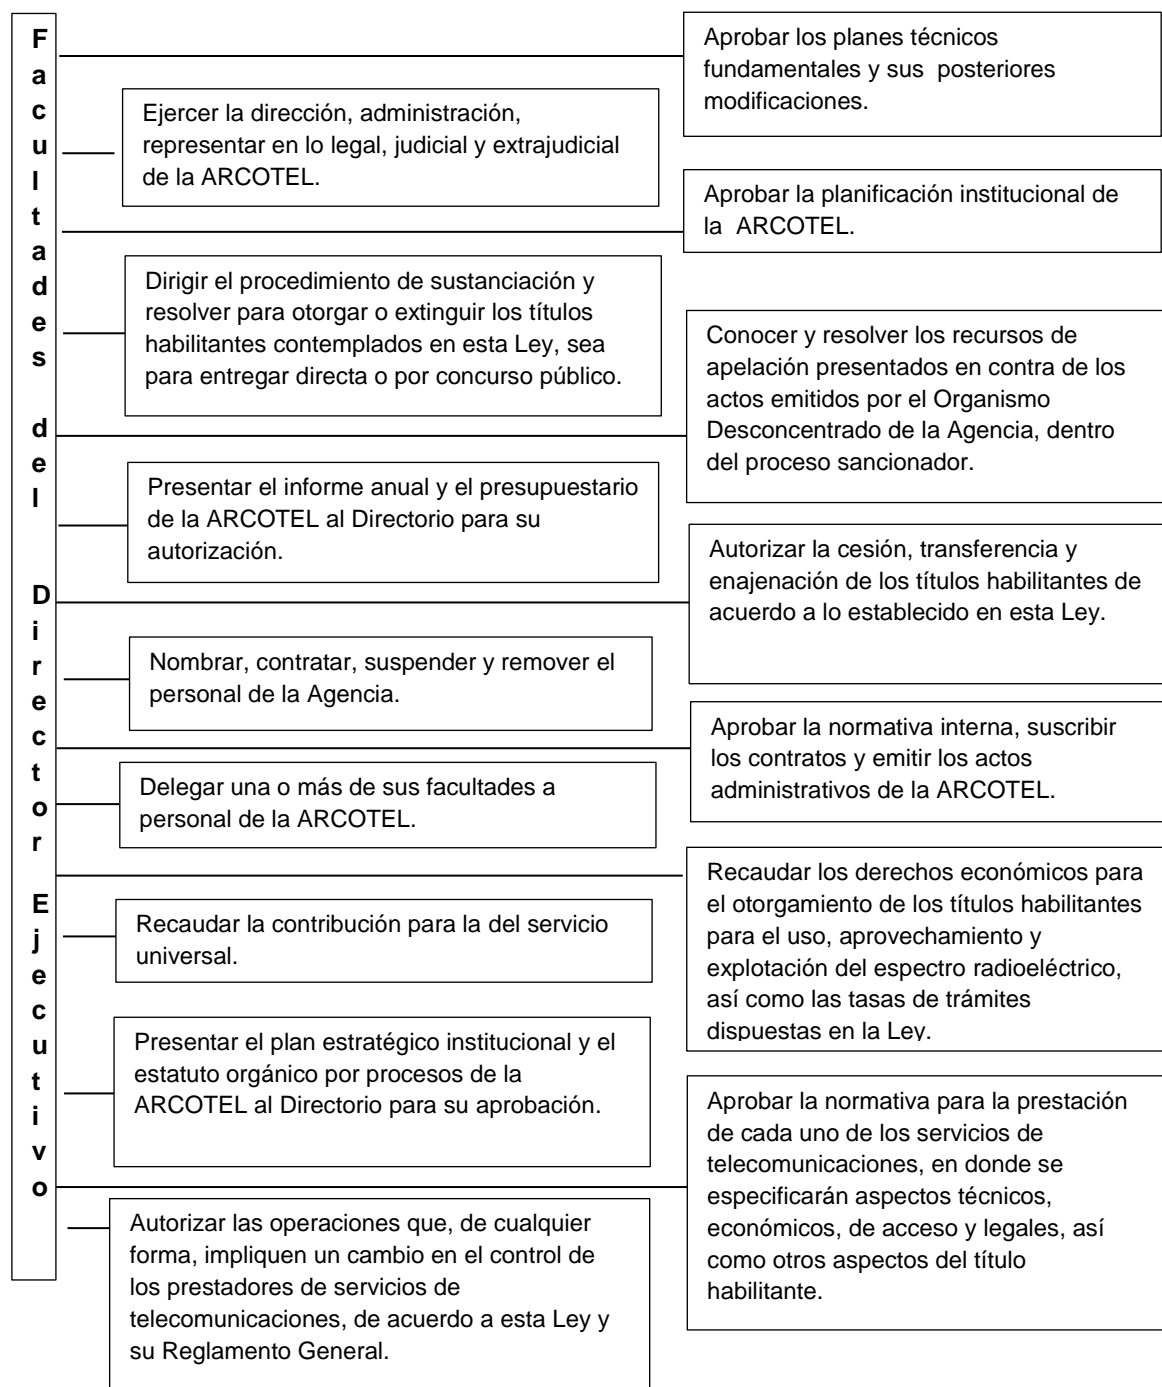 Facultades del Director Ejecutivo
Aprobar los planes técnicos
fundamentales y sus posteriores
modificaciones.
Ejercer la dirección, administración,
representar en lo legal, judicial y extrajudicial
de la ARCOTEL.
Aprobar la planificación institucional de
la ARCOTEL.
Dirigir el procedimiento de sustanciación y
resolver para otorgar o extinguir los títulos
habilitantes contemplados en esta Ley, sea
para entregar directa o por concurso público.
Conocer y resolver los recursos de
apelación presentados en contra de los
actos emitidos por el Organismo
Desconcentrado de la Agencia, dentro
del proceso sancionador.
Presentar el informe anual y el presupuestario
de la ARCOTEL al Directorio para su
autorización.
Autorizar la cesión, transferencia y
enajenación de los títulos habilitantes de
acuerdo a lo establecido en esta Ley.
Nombrar, contratar, suspender y remover el
personal de la Agencia.
Aprobar la normativa interna, suscribir
los contratos y emitir los actos
administrativos de la ARCOTEL.
Delegar una o más de sus facultades a
personal de la ARCOTEL.
Recaudar los derechos económicos para
el otorgamiento de los títulos habilitantes
para el uso, aprovechamiento y
explotación del espectro radioeléctrico,
así como las tasas de trámites
dispuestas en la Ley.
Recaudar la contribución para la del servicio
universal.
Presentar el plan estratégico institucional y el
estatuto orgánico por procesos de la
ARCOTEL al Directorio para su aprobación.
Aprobar la normativa para la prestación
de cada uno de los servicios de
telecomunicaciones, en donde se
especificarán aspectos técnicos,
económicos, de acceso y legales, así
como otros aspectos del título
habilitante.
Autorizar las operaciones que, de cualquier
forma, impliquen un cambio en el control de
los prestadores de servicios de
telecomunicaciones, de acuerdo a esta Ley y
su Reglamento General.